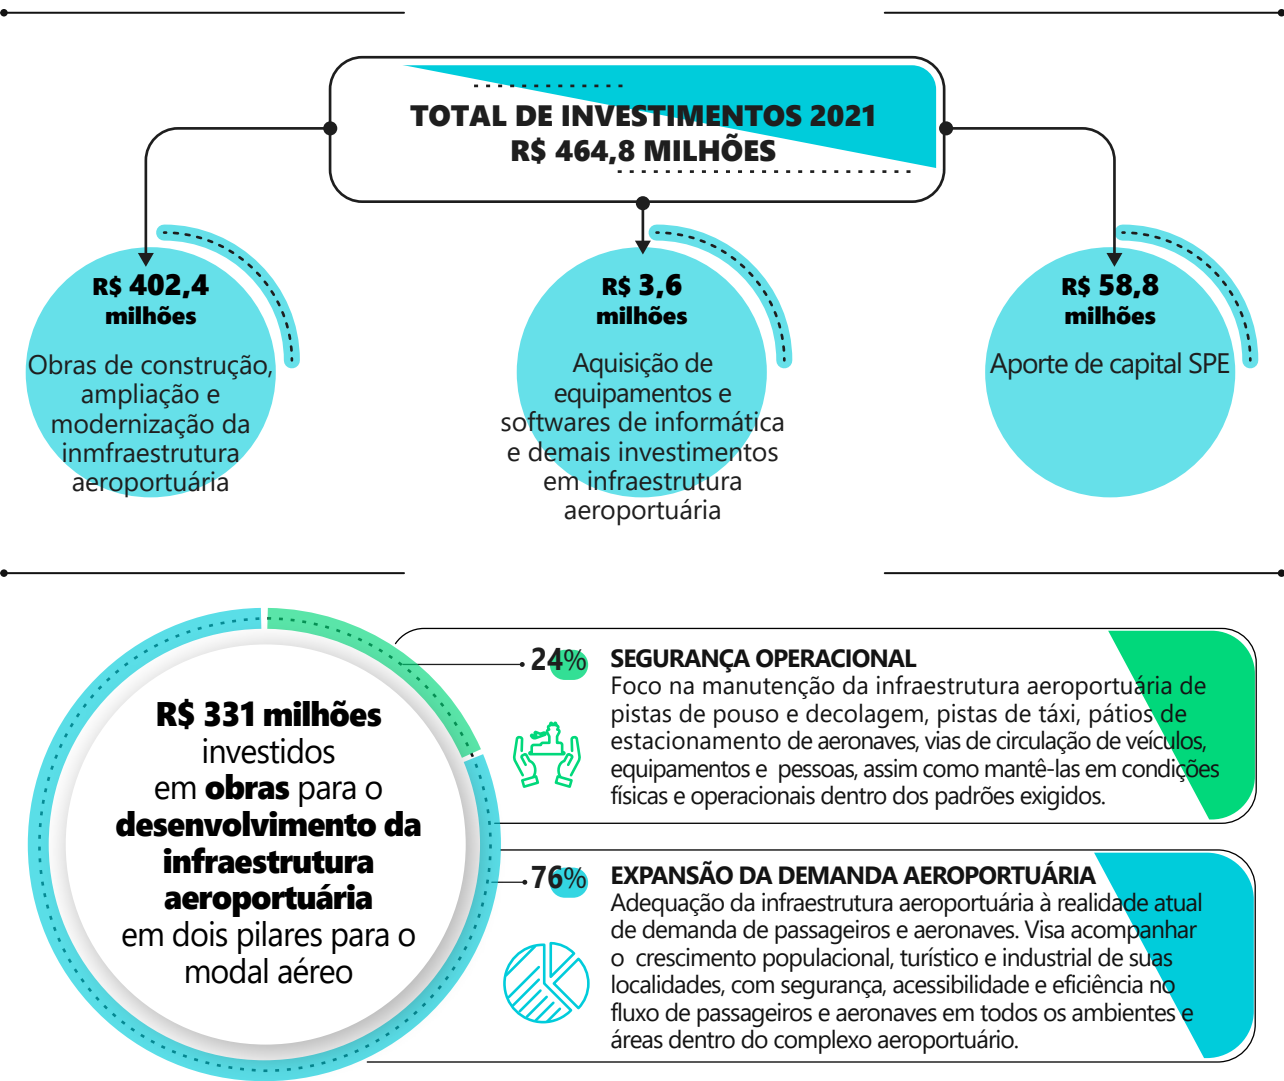 TOTAL DE INVESTIMENTOS 2021
R$ 464,8 MILHÕES
R$ 402,4
milhões
Obras de construção,
ampliação e
modernização da
inmfraestrutura
aeroportuária
R$ 3,6
milhões
Aquisição de
equipamentos e
softwares de informática
e demais investimentos
em infraestrutura
aeroportuária
R$ 58,8
milhões
Aporte de capital SPE
R$ 331 milhões
investidos
em obras para o
desenvolvimento da
infraestrutura
aeroportuária
em dois pilares para o
modal aéreo
24%
SEGURANÇA OPERACIONAL
Foco na manutenção da infraestrutura aeroportuária de
pistas de pouso e decolagem, pistas de táxi, pátios de
estacionamento de aeronaves, vias de circulação de veículos,
equipamentos e pessoas, assim como mantê-las em condições
físicas e operacionais dentro dos padrões exigidos.
76%
EXPANSÃO DA DEMANDA AEROPORTUÁRIA
Adequação da infraestrutura aeroportuária à realidade atual
de demanda de passageiros e aeronaves. Visa acompanhar
o crescimento populacional, turístico e industrial de suas
localidades, com segurança, acessibilidade e eficiência no
fluxo de passageiros e aeronaves em todos os ambientes e
áreas dentro do complexo aeroportuário.